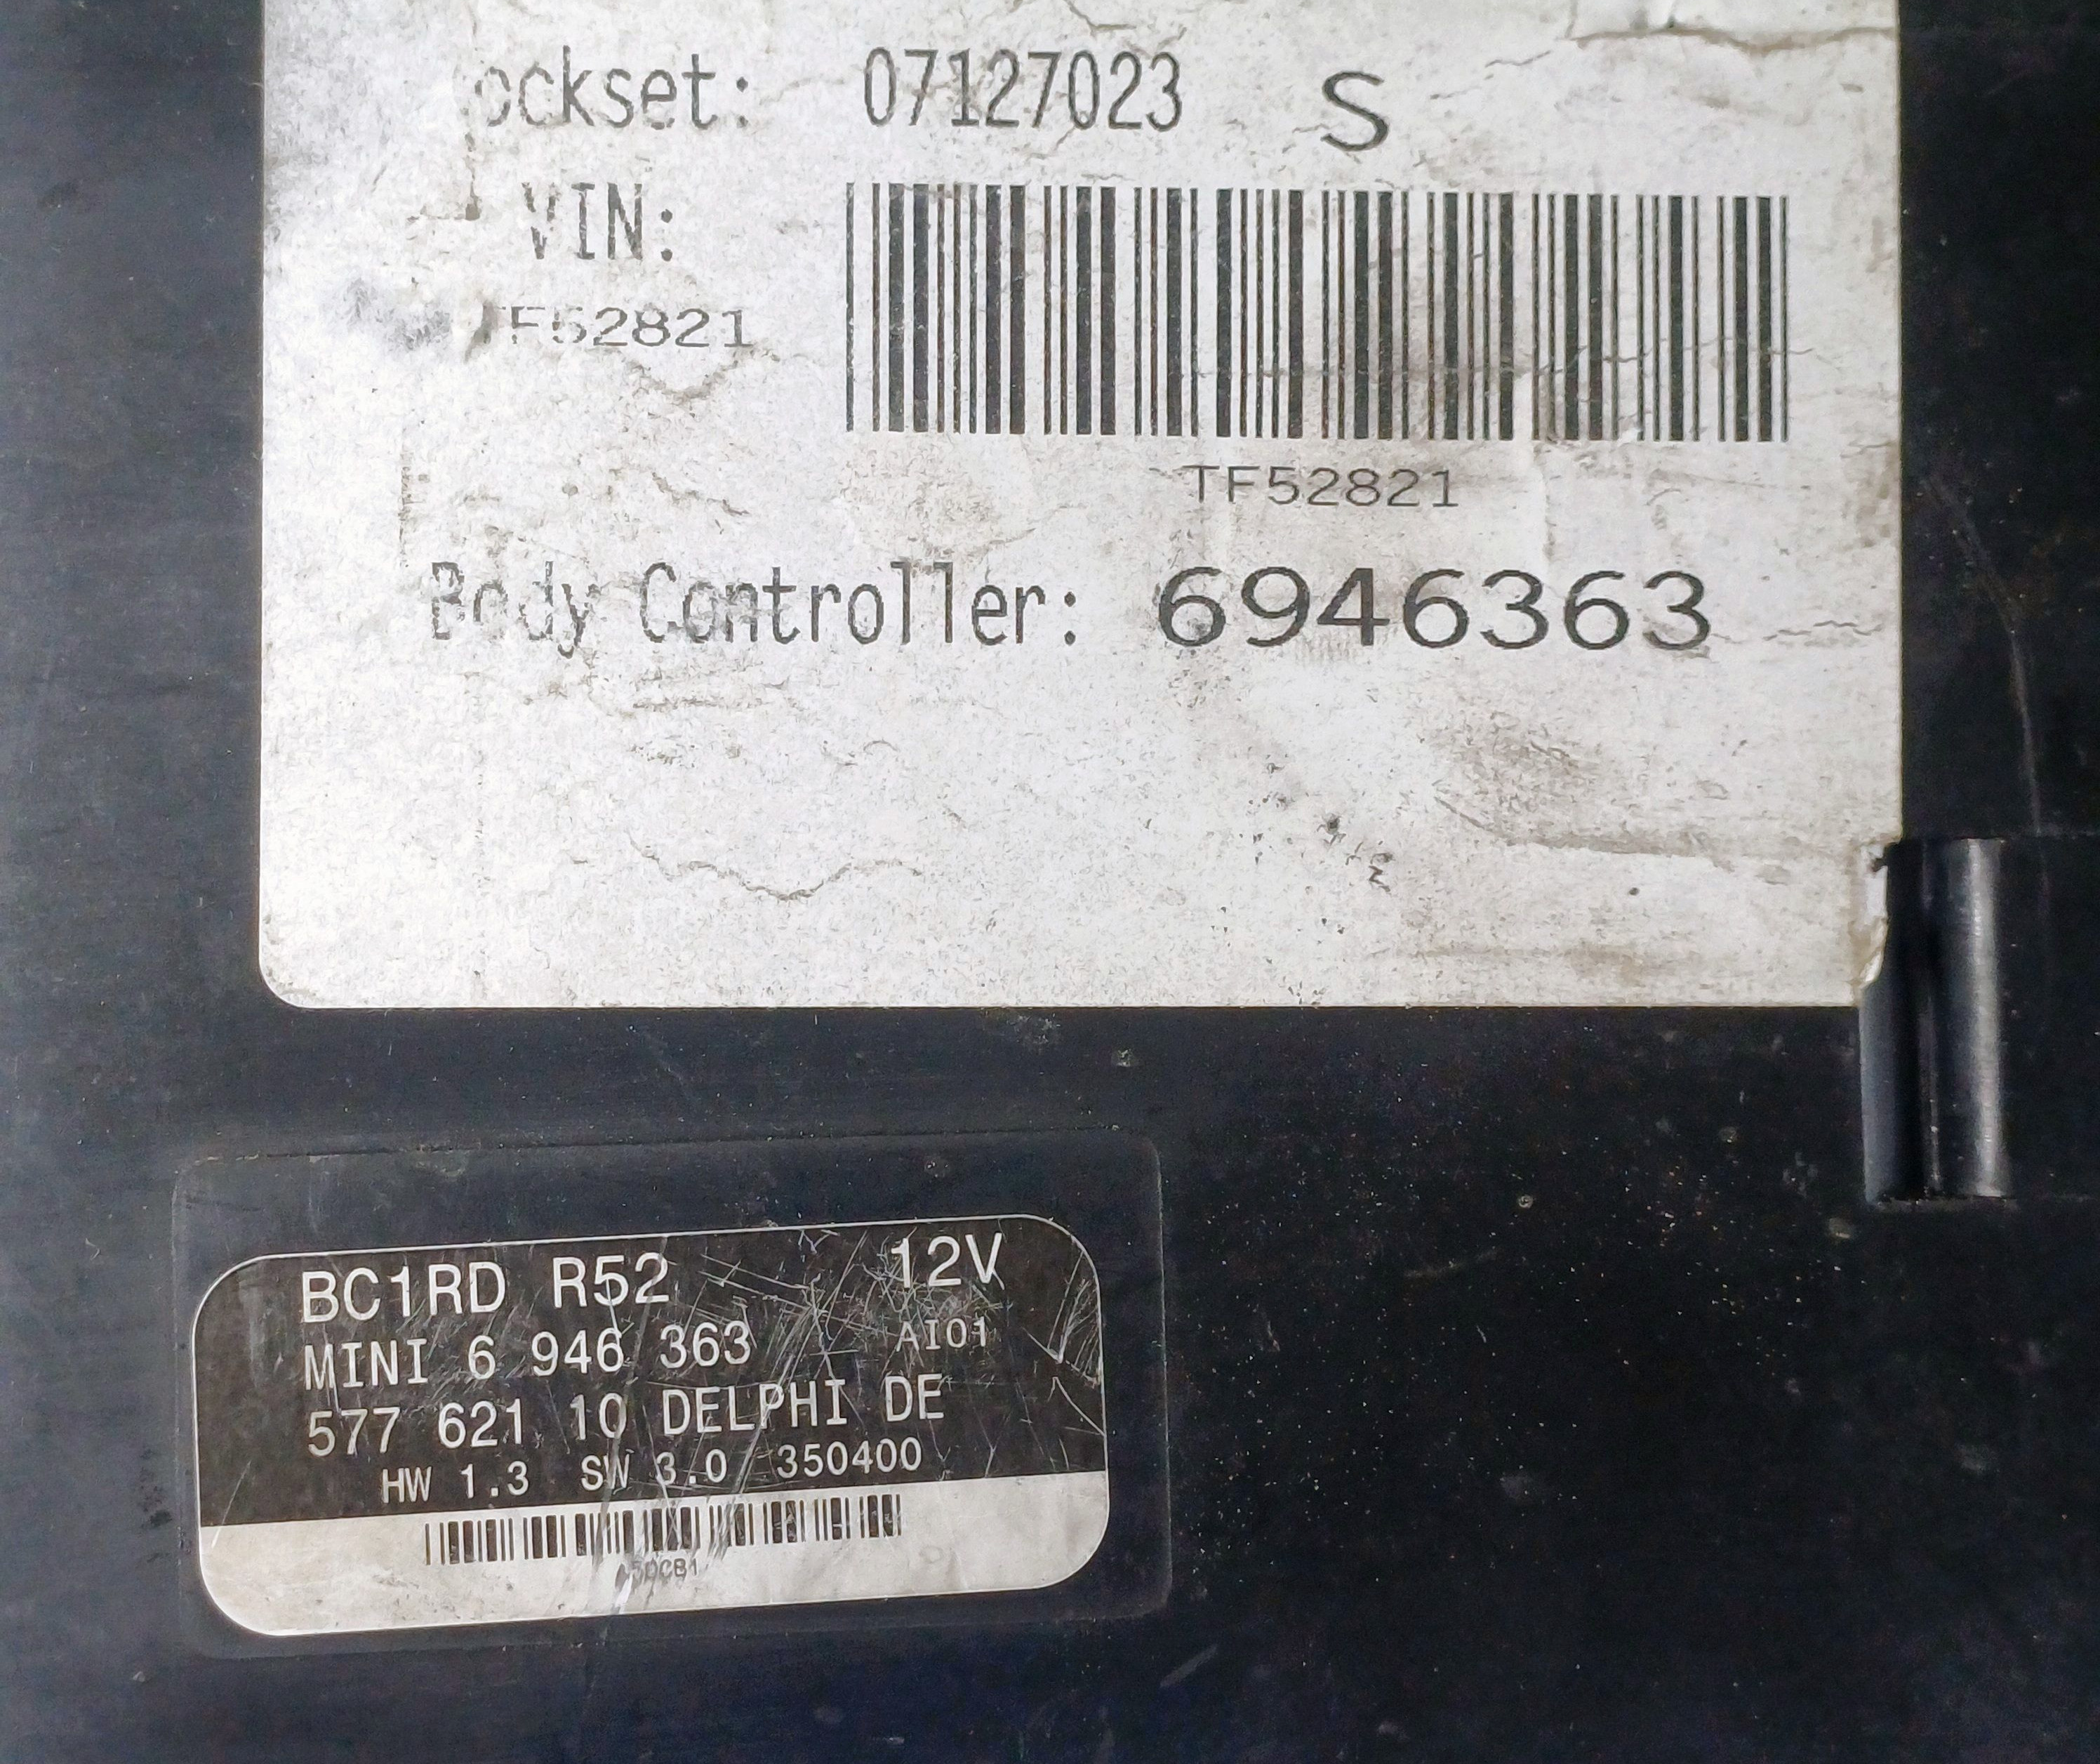 ockset: 07127023 S
VIN:
TF52821
TF52821
Body Controller: 6946363
BC1RD R52 12V
MINI 6 946 363 AI01
577 621 10 DELPHI DE
HW 1.3 SW 3.0 350400